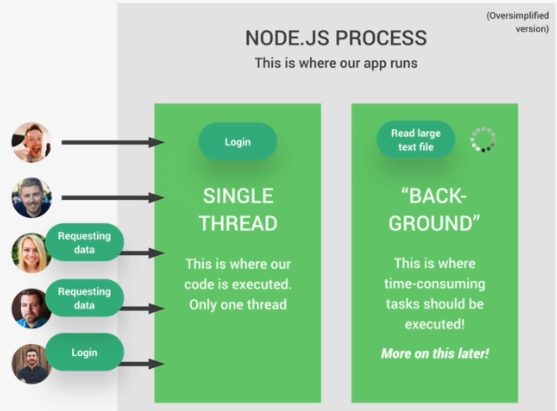 (Oversimplified
version)
NODE.JS PROCESS
This is where our app runs
Login
Read large
text file
SINGLE
THREAD
“BACK-
GROUND”
Requesting
data
This is where our
code is executed.
Only one thread
This is where
time-consuming
tasks should be
executed!
Requesting
data
Login
More on this later!